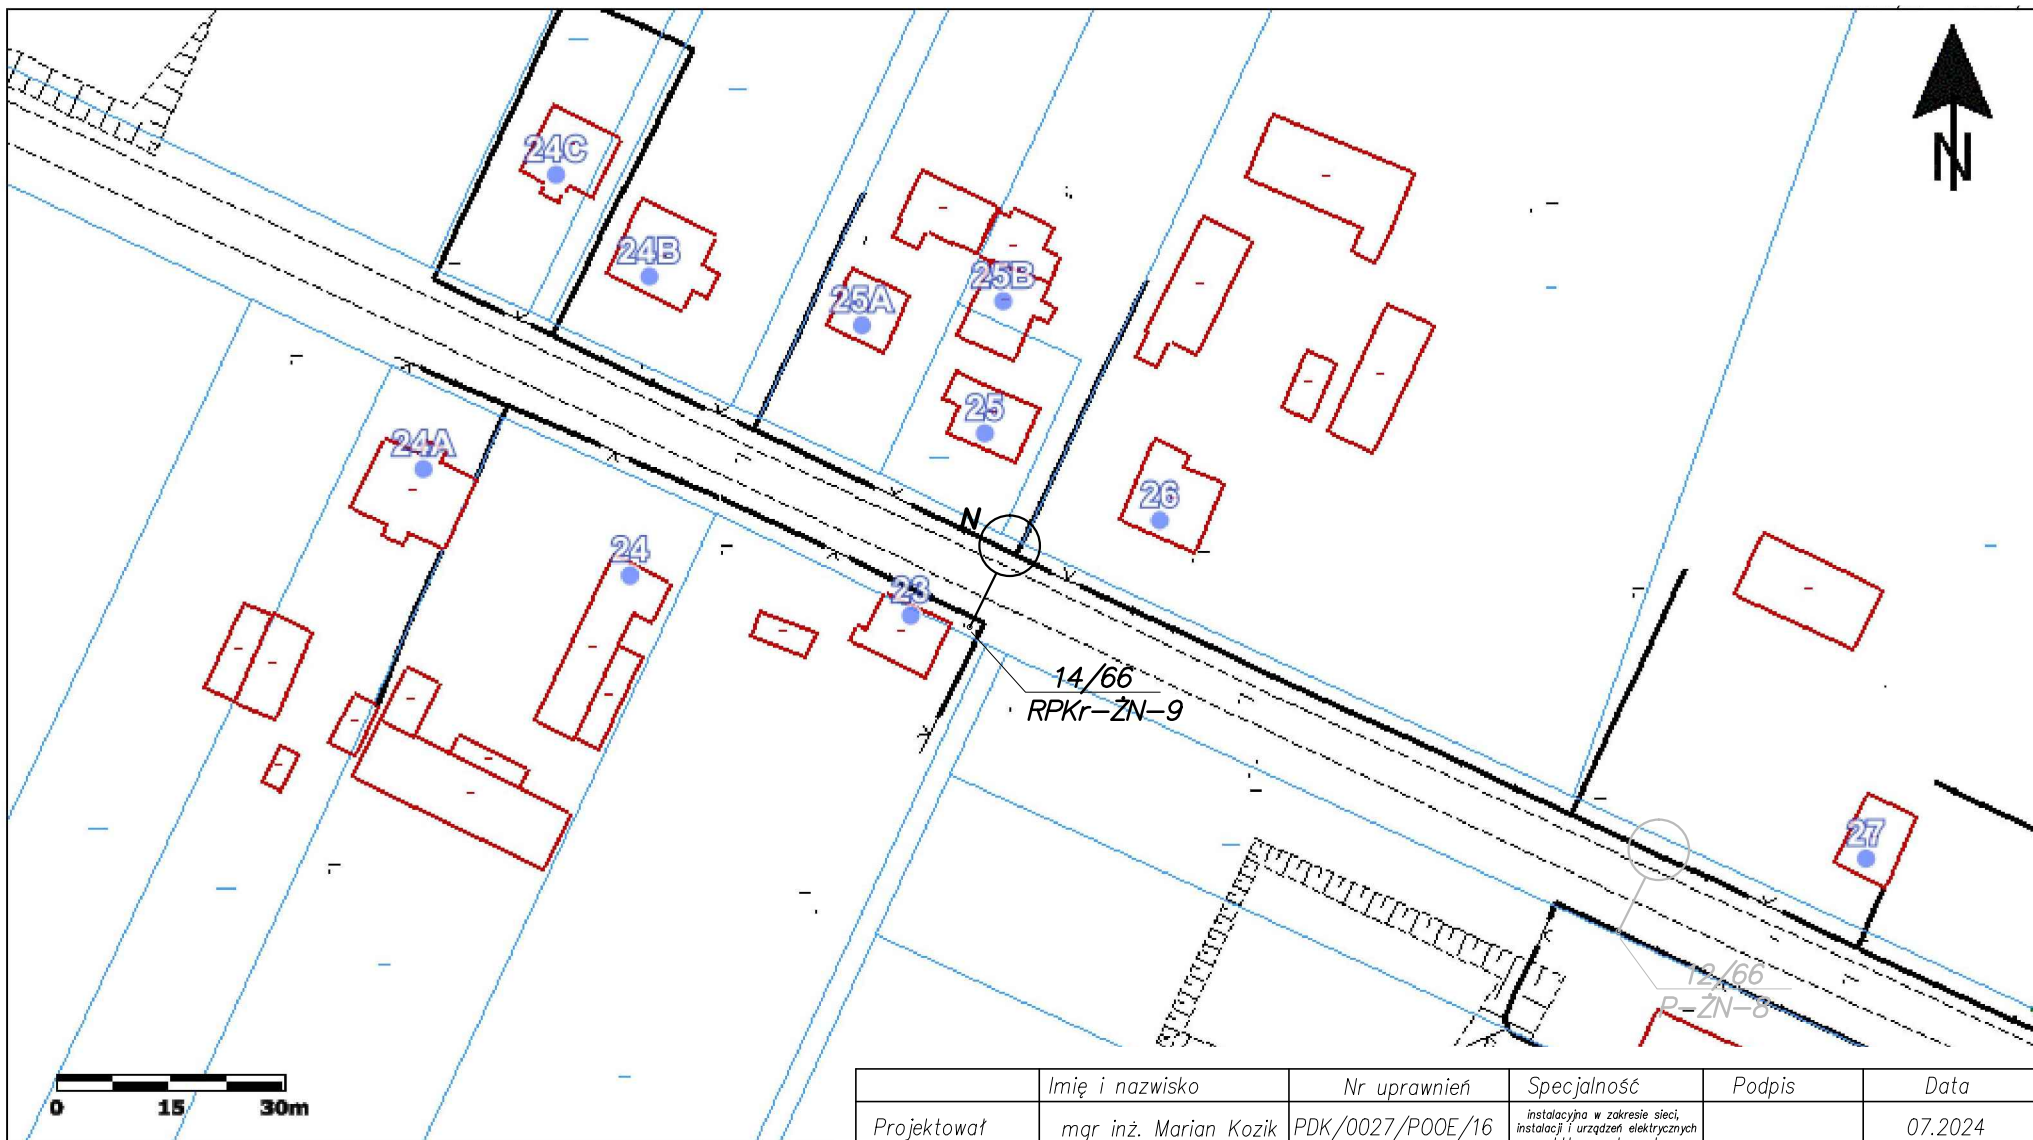 N
24C
24B
25A
25B
25
24A
26
24
N
23
14/66
RPKr-ŻN-9
27
12/66
P-ŻN-8
0 15 30m
Imię i nazwisko Nr uprawnień Specjalność Podpis Data
Projektował mgr inż. Marian Kozik PDK/0027/POOE/16 instalacyjna w zakresie sieci, 07.2024
instalacji i urządzeń elektrycznych